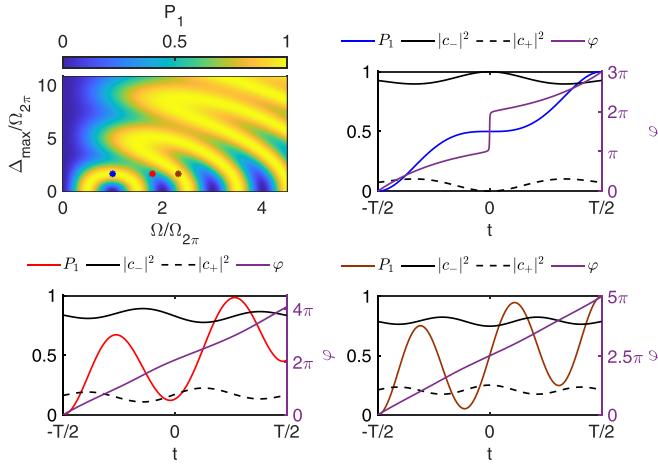 P₁
0 0.5 1
10
5
0
Δmax/Ω2π
0 2 4
Ω/Ω2π
P₁ |c₋|² |c₊|² φ
1
0.5
0
3π
2π
π
0
φ
-T/2 0 T/2
t
P₁ |c₋|² |c₊|² φ
1
0.5
0
4π
2π
0
φ
-T/2 0 T/2
t
P₁ |c₋|² |c₊|² φ
1
0.5
0
5π
2.5π
0
φ
-T/2 0 T/2
t